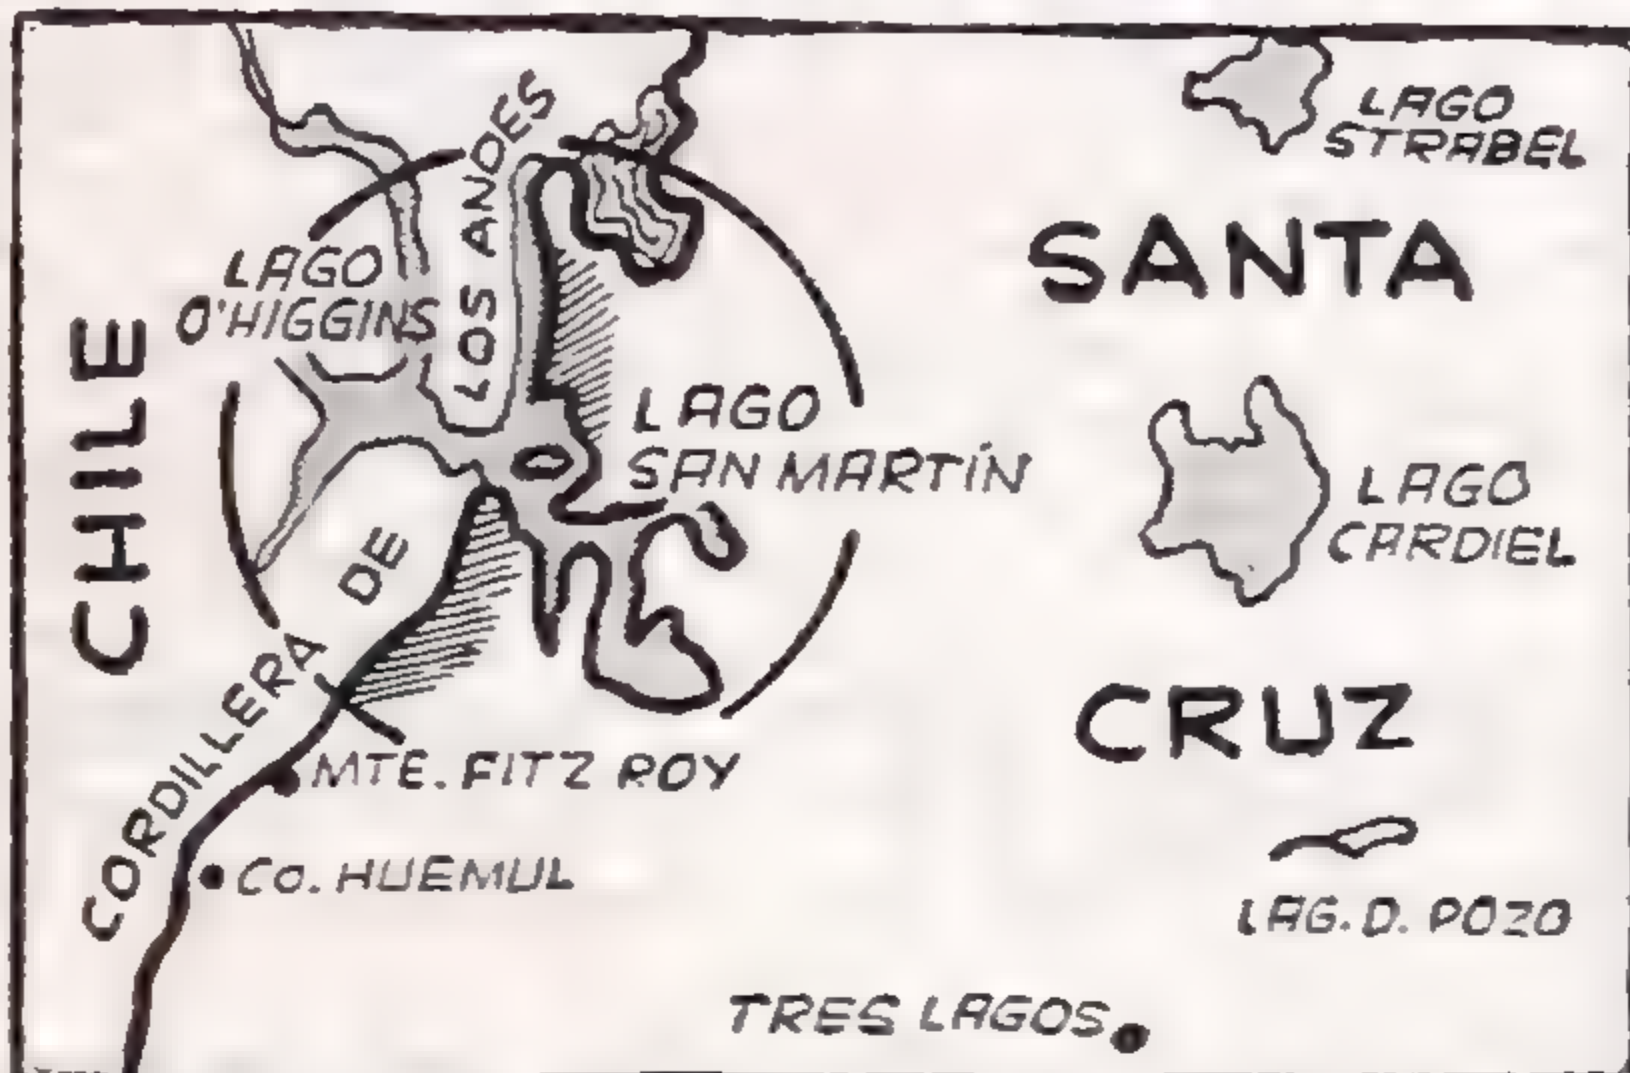 LAGO
STRABEL
SANTA
LAGO
O'HIGGINS
CHILE
CORDILLERA DE LOS ANDES
LAGO
SAN MARTÍN
LAGO
CARDIEL
CRUZ
MTE. FITZ ROY
CO. HUEMUL
LAG. D. POZO
TRES LAGOS